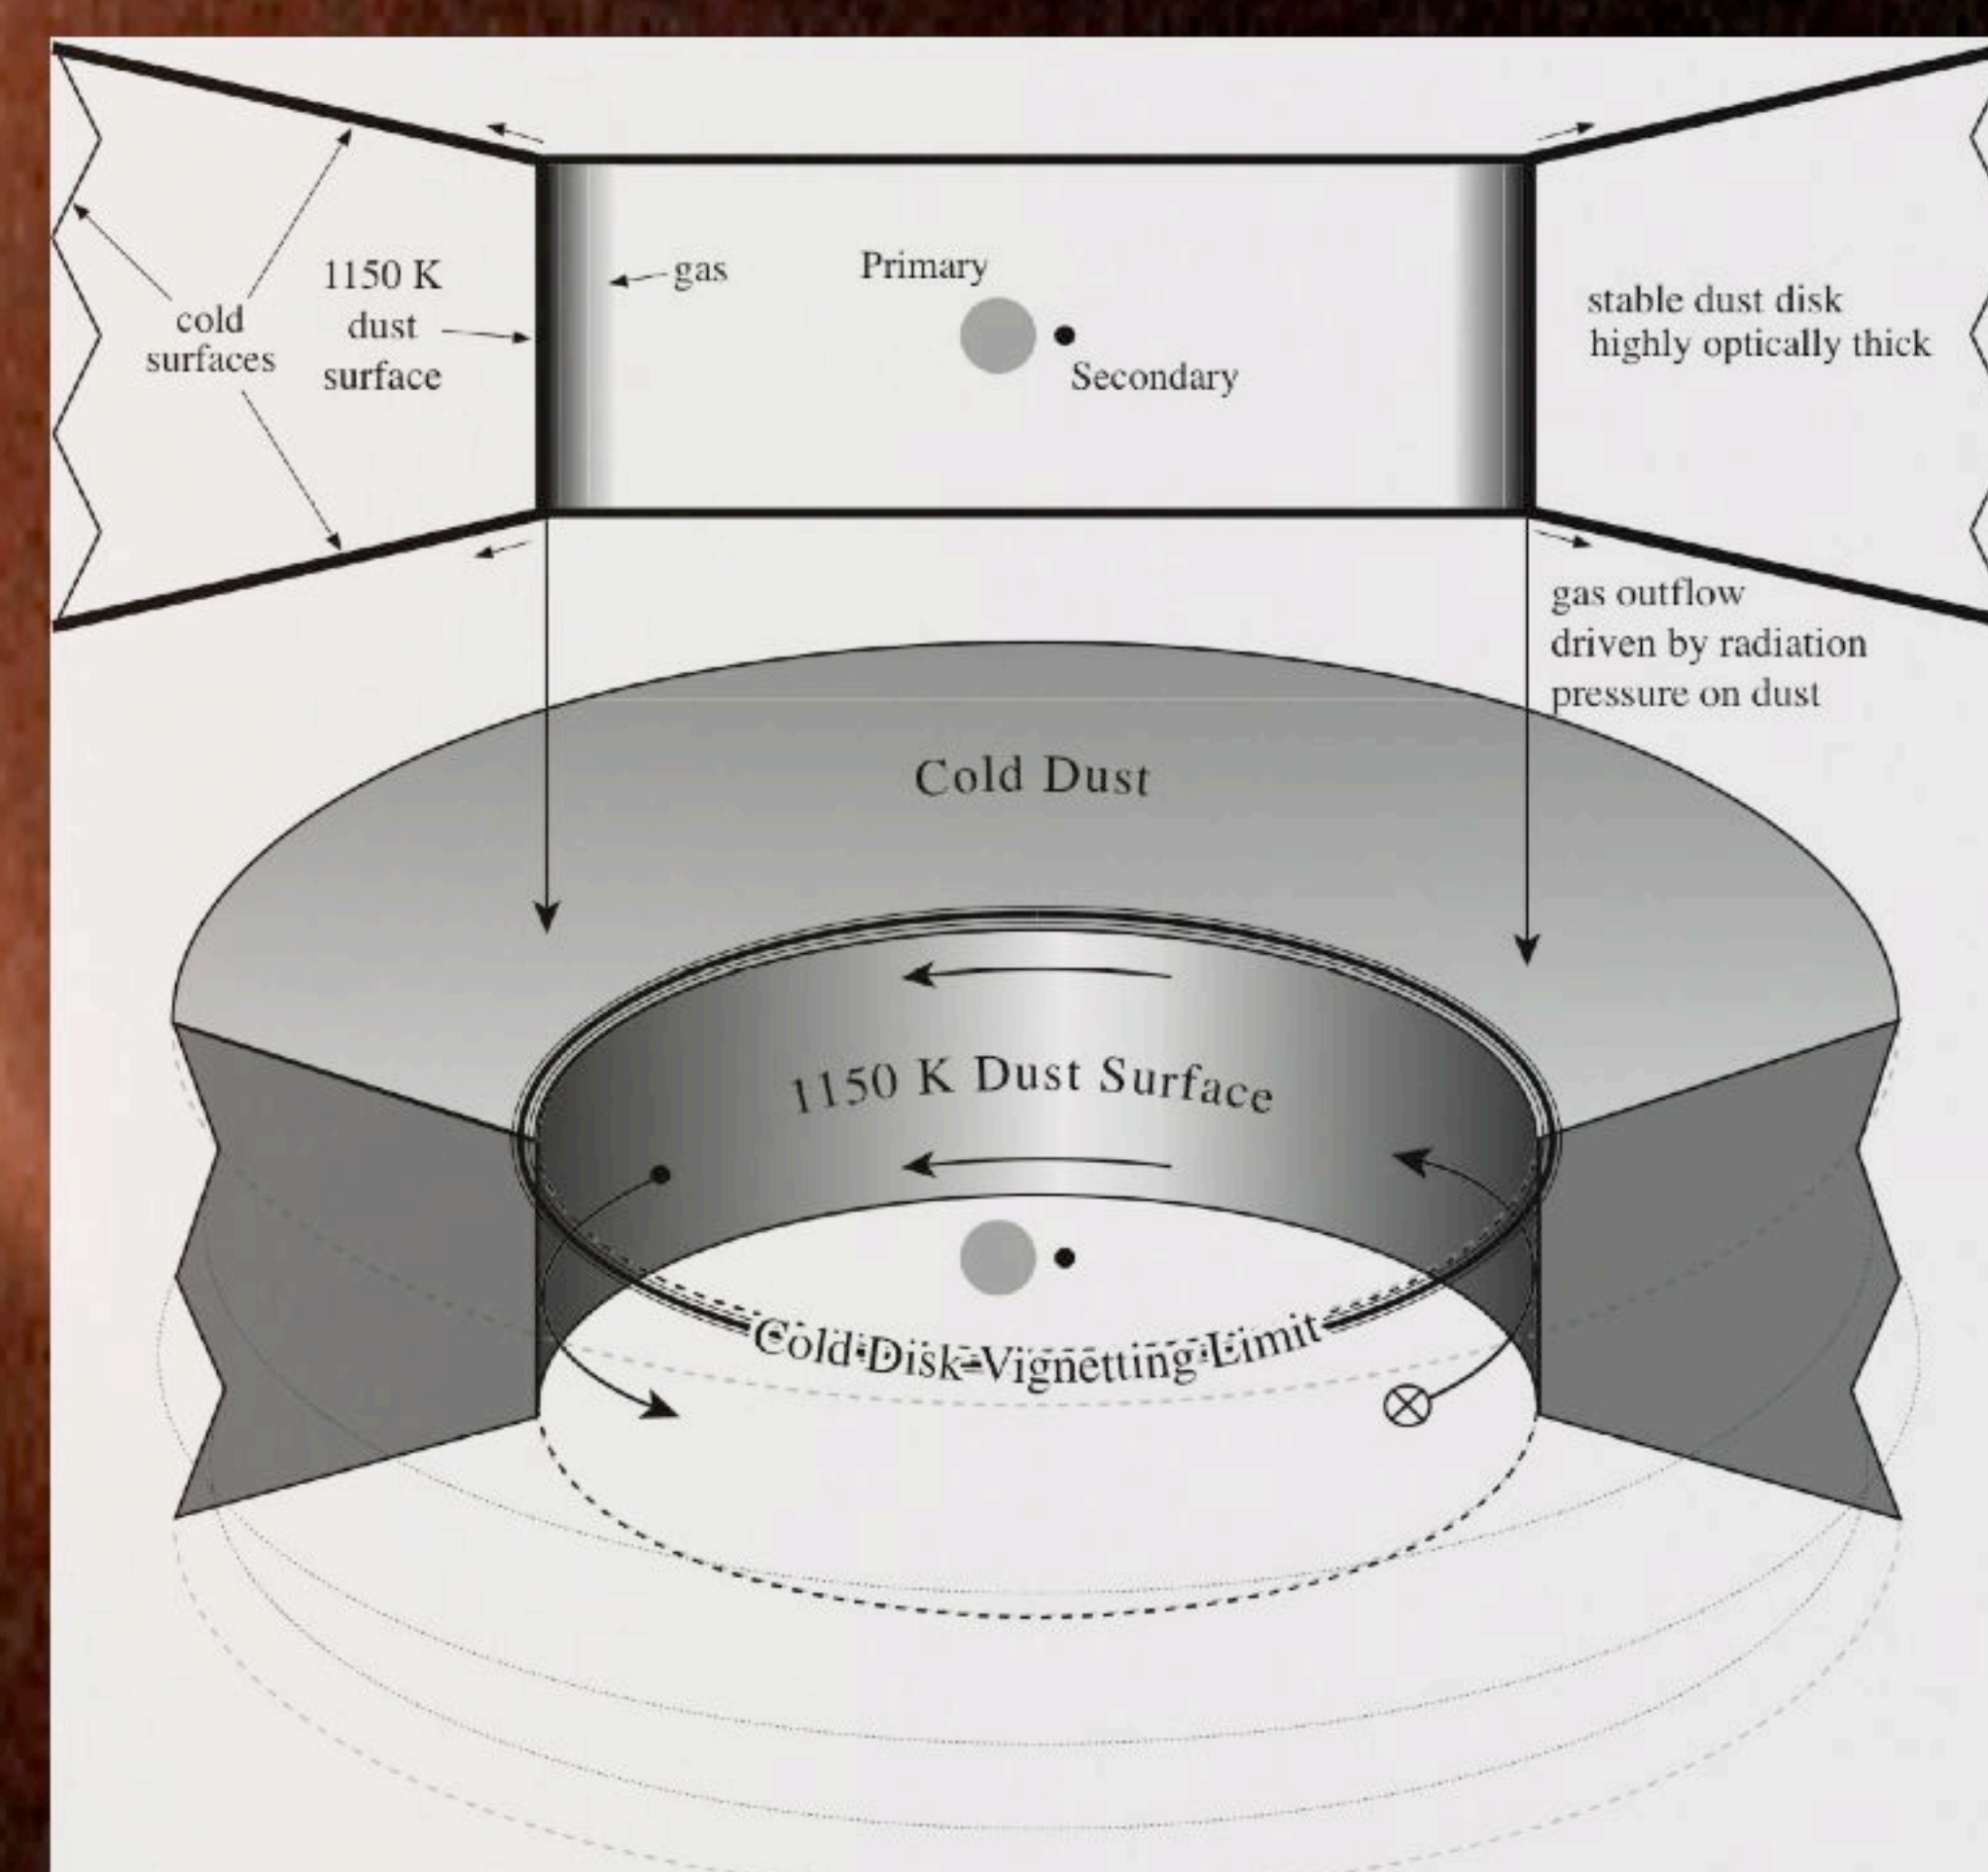 1150 K
dust
surface
cold
surfaces
gas
Primary
Secondary
stable dust disk
highly optically thick
gas outflow
driven by radiation
pressure on dust
Cold Dust
1150 K Dust Surface
Cold Disk Vignetting Limit